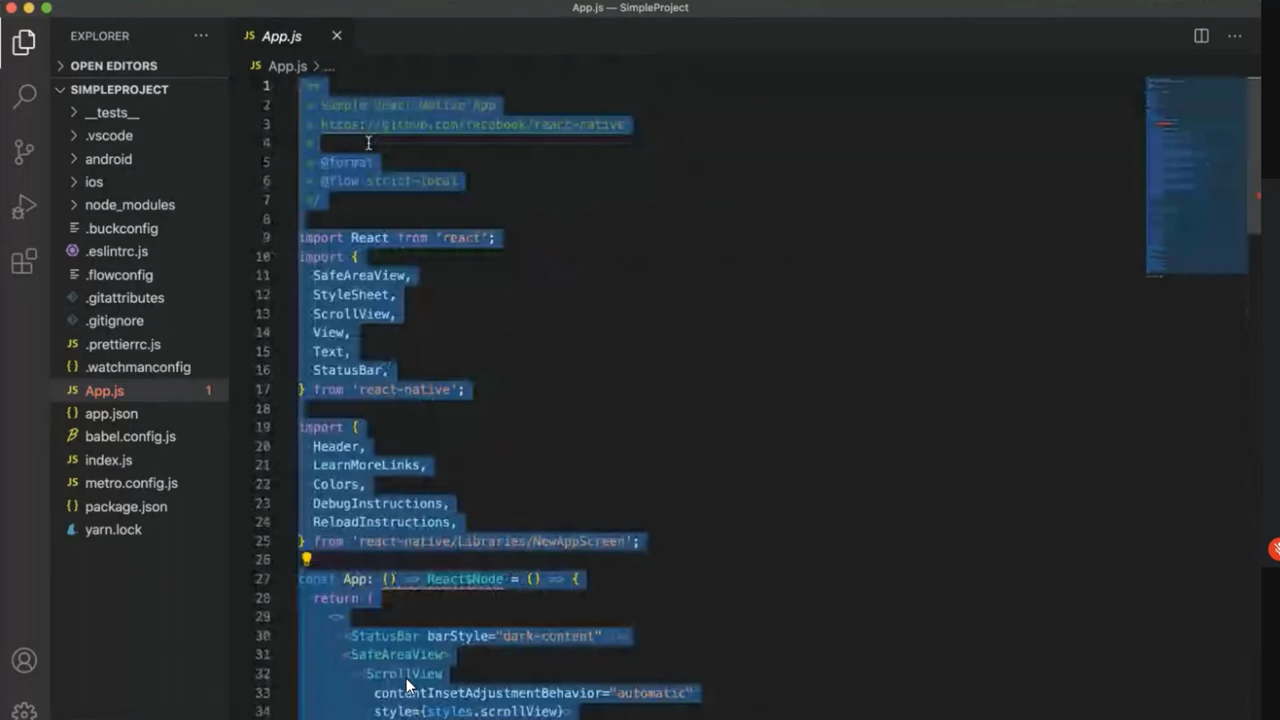 App.js — SimpleProject
EXPLORER
OPEN EDITORS
SIMPLEPROJECT
__tests__
.vscode
android
ios
node_modules
.buckconfig
.eslintrc.js
.flowconfig
.gitattributes
.gitignore
.prettierrc.js
.watchmanconfig
App.js 1
app.json
babel.config.js
index.js
metro.config.js
package.json
yarn.lock
JS App.js
JS App.js > ...
1 /**
2 * Sample React Native App
3 * https://github.com/facebook/react-native
4 *
5 * @format
6 * @flow strict-local
7 */
8
9 import React from 'react';
10 import {
11 SafeAreaView,
12 StyleSheet,
13 ScrollView,
14 View,
15 Text,
16 StatusBar,
17 } from 'react-native';
18
19 import {
20 Header,
21 LearnMoreLinks,
22 Colors,
23 DebugInstructions,
24 ReloadInstructions,
25 } from 'react-native/Libraries/NewAppScreen';
26
27 const App: () => React$Node = () => {
28 return (
29 <>
30 <StatusBar barStyle="dark-content" />
31 <SafeAreaView>
32 <ScrollView
33 contentInsetAdjustmentBehavior="automatic"
34 style={styles.scrollView}>